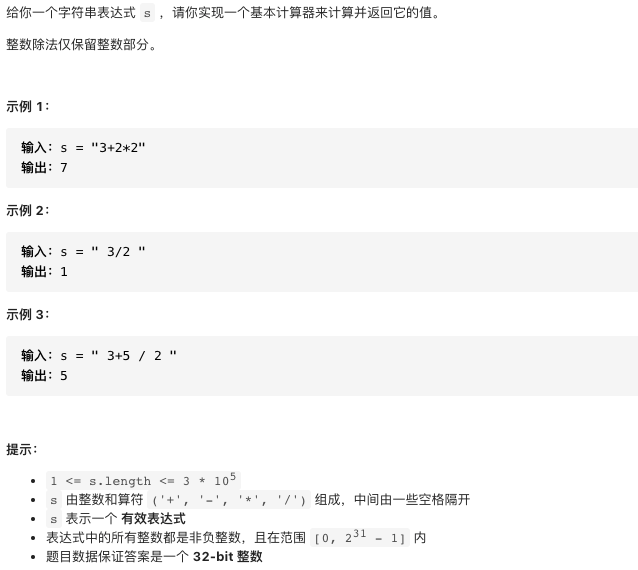 给你一个字符串表达式 s ，请你实现一个基本计算器来计算并返回它的值。
整数除法仅保留整数部分。
示例 1：
输入：s = "3+2*2"
输出：7
示例 2：
输入：s = " 3/2 "
输出：1
示例 3：
输入：s = " 3+5 / 2 "
输出：5
提示：
• 1 <= s.length <= 3 * 10⁵
• s 由整数和算符 ('+', '-', '*', '/') 组成，中间由一些空格隔开
• s 表示一个 有效表达式
• 表达式中的所有整数都是非负整数，且在范围 [0, 2³¹ - 1] 内
• 题目数据保证答案是一个 32-bit 整数